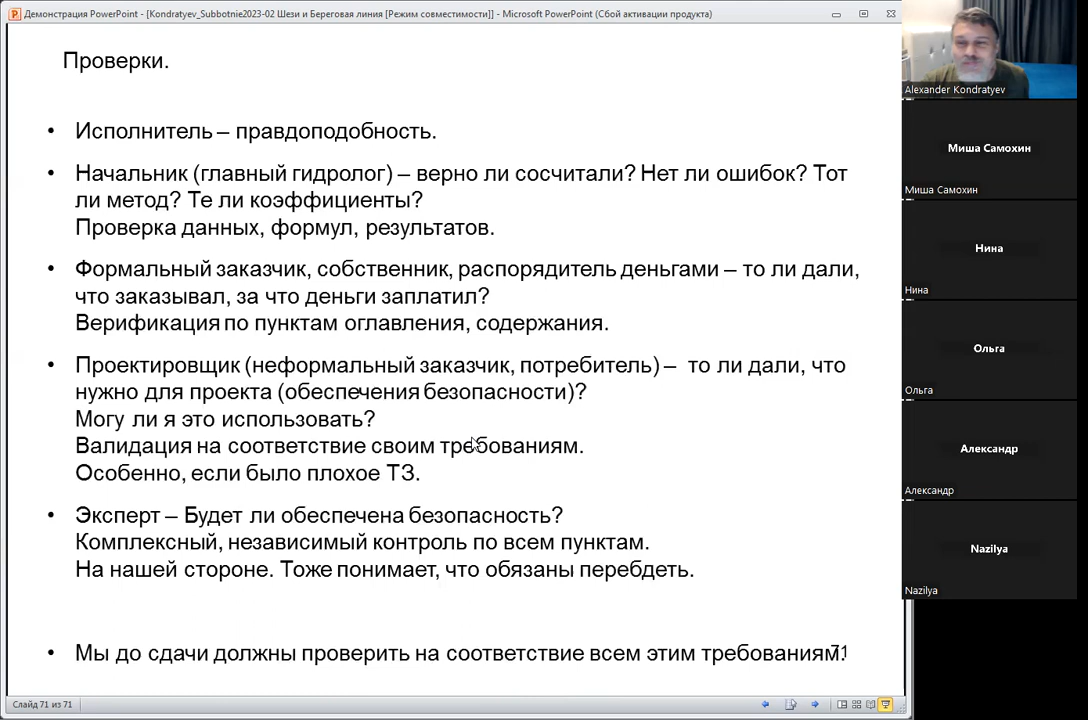 Демонстрация PowerPoint - [Kondratyev_Subbotnie2023-02 Шези и Береговая линия [Режим совместимости]] - Microsoft PowerPoint (Сбой активации продукта)
Проверки.
• Исполнитель – правдоподобность.
• Начальник (главный гидролог) – верно ли сосчитали? Нет ли ошибок? Тот
ли метод? Те ли коэффициенты?
Проверка данных, формул, результатов.
• Формальный заказчик, собственник, распорядитель деньгами – то ли дали,
что заказывал, за что деньги заплатил?
Верификация по пунктам оглавления, содержания.
• Проектировщик (неформальный заказчик, потребитель) – то ли дали, что
нужно для проекта (обеспечения безопасности)?
Могу ли я это использовать?
Валидация на соответствие своим требованиям.
Особенно, если было плохое ТЗ.
• Эксперт – Будет ли обеспечена безопасность?
Комплексный, независимый контроль по всем пунктам.
На нашей стороне. Тоже понимает, что обязаны перебдеть.
• Мы до сдачи должны проверить на соответствие всем этим требованиям.
71
Слайд 71 из 71
Alexander Kondratyev
Миша Самохин
Миша Самохин
Нина
Нина
Ольга
Ольга
Александр
Александр
Nazilya
Nazilya